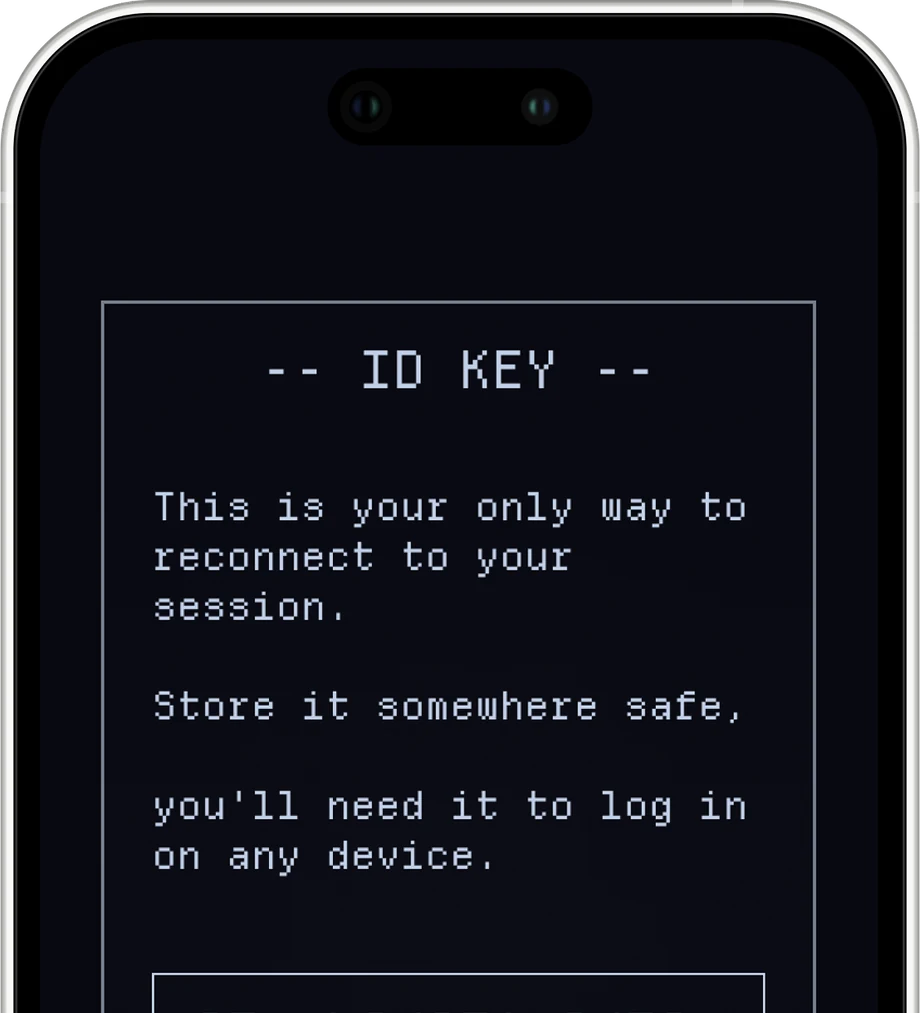 -- ID KEY --
This is your only way to
reconnect to your
session.
Store it somewhere safe,
you'll need it to log in
on any device.